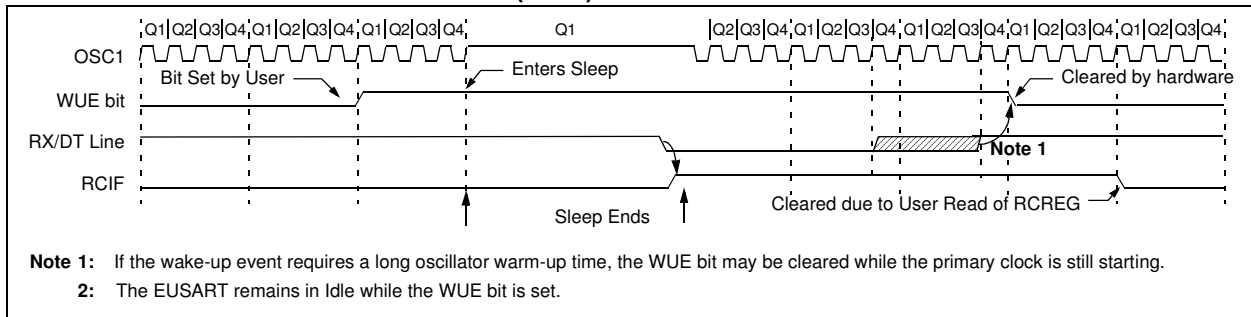 Q1 Q2 Q3 Q4 Q1 Q2 Q3 Q4 Q1 Q2 Q3 Q4 Q1 Q2 Q3 Q4 Q1 Q2 Q3 Q4 Q1 Q2 Q3 Q4 Q1 Q2 Q3 Q4 Q1 Q2 Q3 Q4
OSC1
Bit Set by User
Enters Sleep
Cleared by hardware
WUE bit
RX/DT Line
Note 1
RCIF
Sleep Ends
Cleared due to User Read of RCREG
Note 1: If the wake-up event requires a long oscillator warm-up time, the WUE bit may be cleared while the primary clock is still starting.
2: The EUSART remains in Idle while the WUE bit is set.